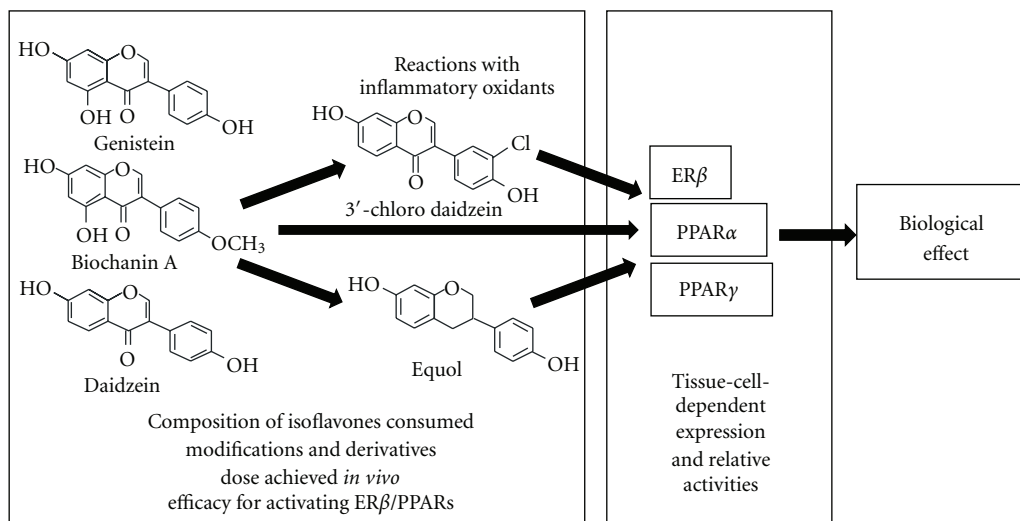 HO
O
OH
O
OH
Genistein
HO
O
OH
O
OCH3
Biochanin A
HO
O
O
OH
Daidzein
Reactions with
inflammatory oxidants
HO
O
O
Cl
OH
3′-chloro daidzein
HO
O
OH
Equol
Composition of isoflavones consumed
modifications and derivatives
dose achieved in vivo
efficacy for activating ERβ/PPARs
ERβ
PPARα
PPARγ
Tissue-cell-
dependent
expression
and relative
activities
Biological
effect